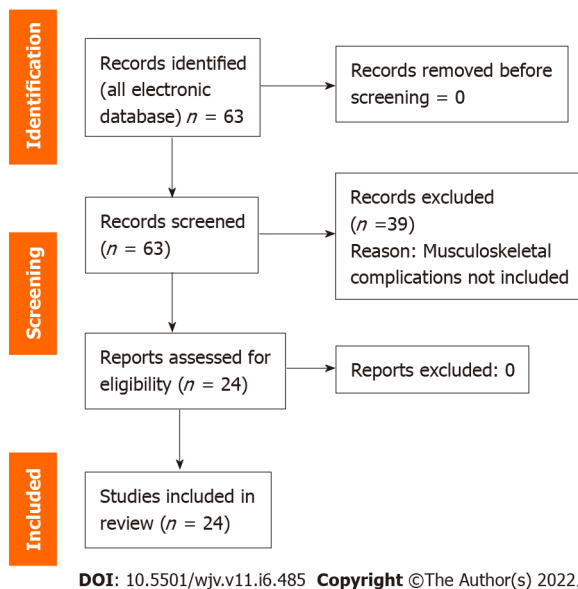 Identification
Records identified
(all electronic
database) n = 63
Records removed before
screening = 0
Screening
Records screened
(n = 63)
Records excluded
(n =39)
Reason: Musculoskeletal
complications not included
Reports assessed for
eligibility (n = 24)
Reports excluded: 0
Included
Studies included in
review (n = 24)
DOI: 10.5501/wjv.v11.i6.485 Copyright ©The Author(s) 2022.